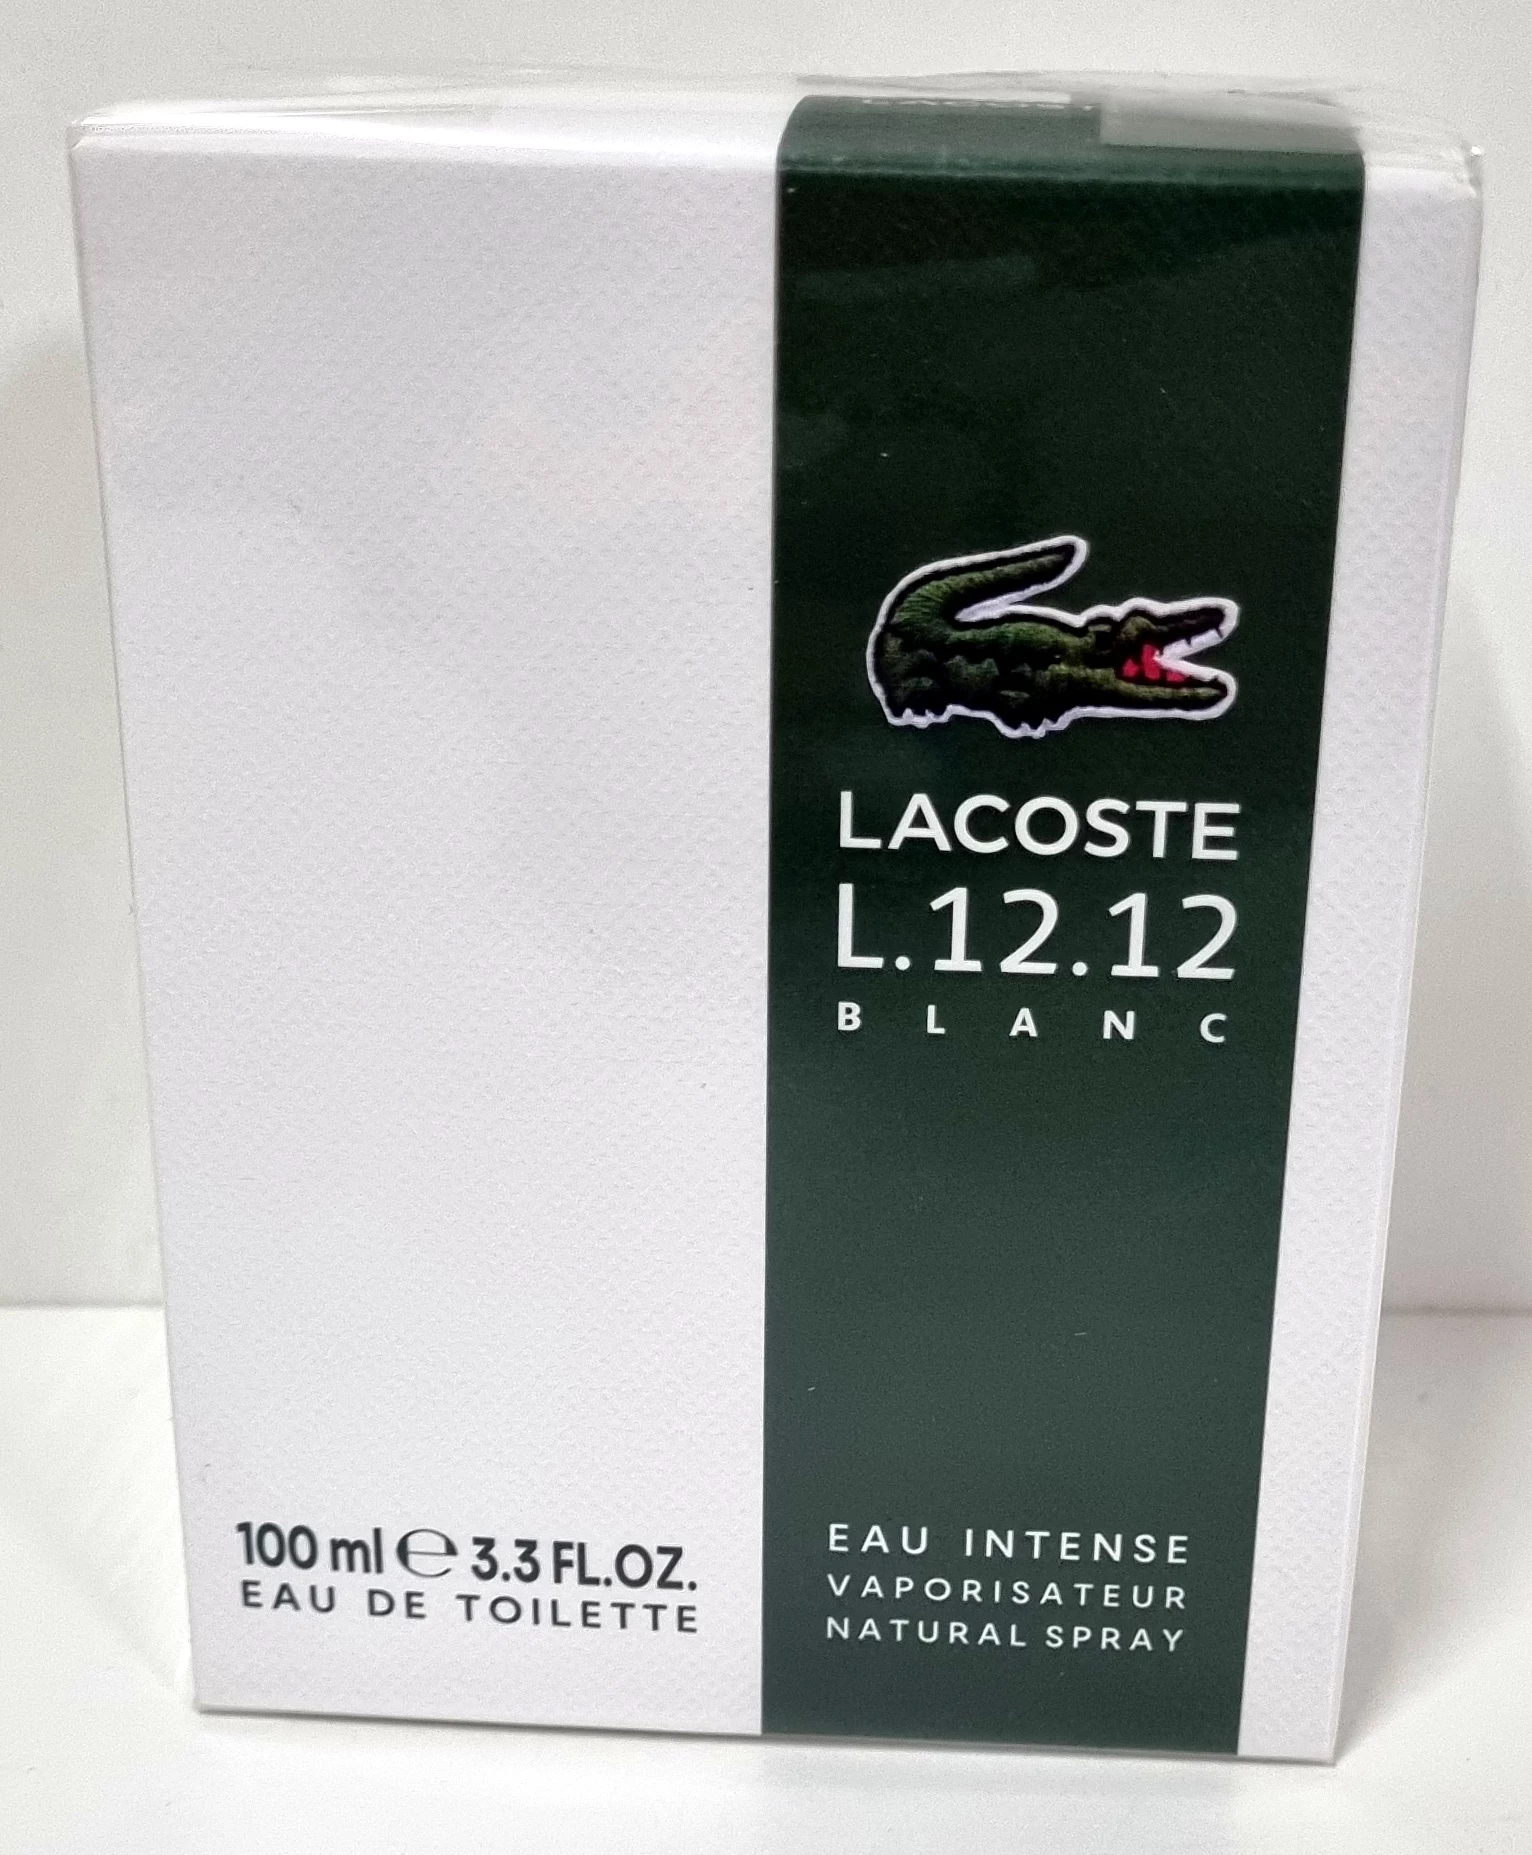 LACOSTE
L.12.12
BLANC
100 ml ℮ 3.3 FL.OZ.
EAU DE TOILETTE
EAU INTENSE
VAPORISATEUR
NATURAL SPRAY